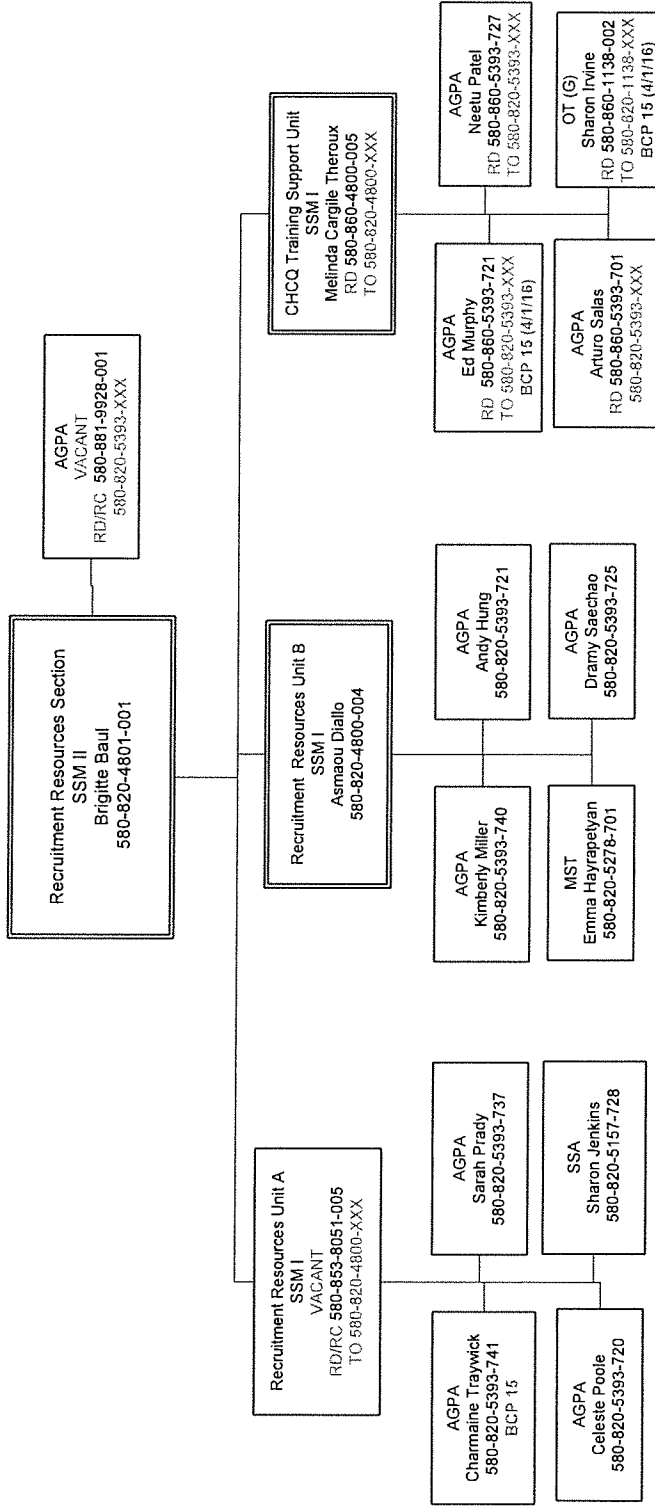 Recruitment Resources Section
SSM II
Brigitte Baul
580-820-4801-001
AGPA
VACANT
RD/RC 580-881-9928-001
580-820-5393-XXX
Recruitment Resources Unit A
SSM I
VACANT
RD/RC 580-853-8051-005
TO 580-820-4800-XXX
AGPA
Charmaine Traywick
580-820-5393-741
BCP 15
AGPA
Sarah Prady
580-820-5393-737
AGPA
Celeste Poole
580-820-5393-720
SSA
Sharon Jenkins
580-820-5157-728
Recruitment Resources Unit B
SSM I
Asmaou Diallo
580-820-4800-004
AGPA
Kimberly Miller
580-820-5393-740
AGPA
Andy Hung
580-820-5393-721
MST
Emma Hayrapetyan
580-820-5278-701
AGPA
Dramy Saechao
580-820-5393-725
CHCQ Training Support Unit
SSM I
Melinda Cargile Theroux
RD 580-860-4800-005
TO 580-820-4800-XXX
AGPA
Ed Murphy
RD 580-860-5393-721
TO 580-820-5393-XXX
BCP 15 (4/1/16)
AGPA
Neetu Patel
RD 580-860-5393-727
TO 580-820-5393-XXX
AGPA
Arturo Salas
RD 580-860-5393-701
580-820-5393-XXX
OT (G)
Sharon Irvine
RD 580-860-1138-002
TO 580-820-1138-XXX
BCP 15 (4/1/16)